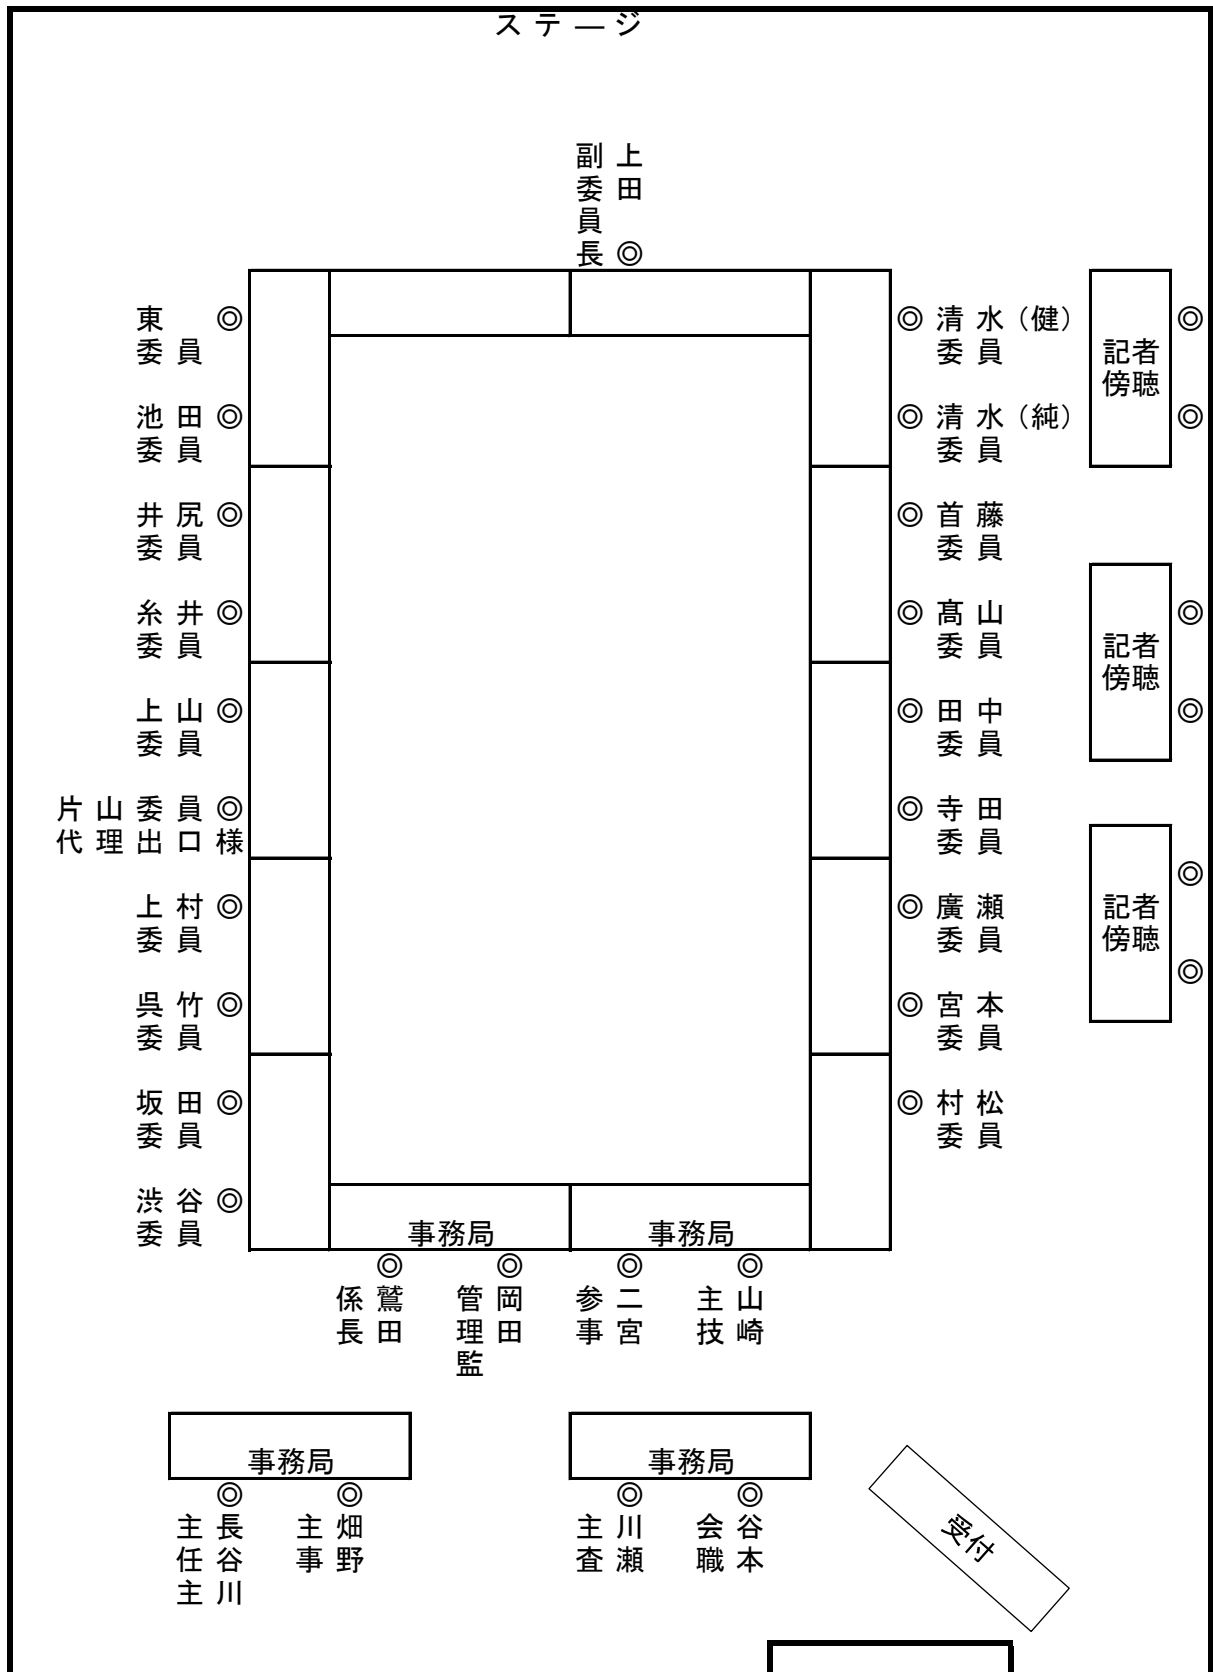 ステージ
上田
副委員長 ◎
東 ◎
委員
池田 ◎
委員
井尻 ◎
委員
糸井 ◎
委員
上山 ◎
委員
片山委員 ◎
代理出口様
上村 ◎
委員
呉竹 ◎
委員
坂田 ◎
委員
渋谷 ◎
委員
◎ 清水（健）
委員
◎ 清水（純）
委員
◎ 首藤
委員
◎ 髙山
委員
◎ 田中
委員
◎ 寺田
委員
◎ 廣瀬
委員
◎ 宮本
委員
◎ 村松
委員
記者 ◎
傍聴 ◎
記者 ◎
傍聴 ◎
記者 ◎
傍聴 ◎
事務局
事務局
◎
鷲田
係長
◎
岡田
管理監
◎
二宮
参事
◎
山崎
主技
事務局
事務局
◎
長谷川
主任主
◎
畑野
主事
◎
川瀬
主査
◎
谷本
会職
受付